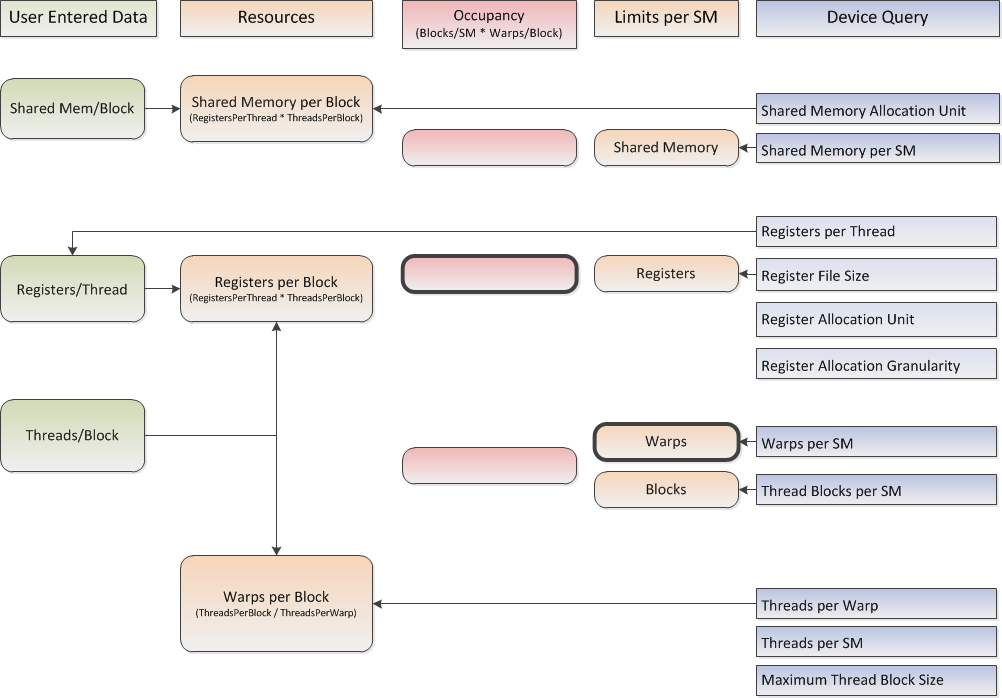 User Entered Data
Resources
Occupancy
(Blocks/SM * Warps/Block)
Limits per SM
Device Query
Shared Mem/Block
Shared Memory per Block
(RegistersPerThread * ThreadsPerBlock)
Shared Memory Allocation Unit
Shared Memory
Shared Memory per SM
Registers per Thread
Registers/Thread
Registers per Block
(RegistersPerThread * ThreadsPerBlock)
Registers
Register File Size
Register Allocation Unit
Register Allocation Granularity
Threads/Block
Warps
Warps per SM
Blocks
Thread Blocks per SM
Warps per Block
(ThreadsPerBlock / ThreadsPerWarp)
Threads per Warp
Threads per SM
Maximum Thread Block Size